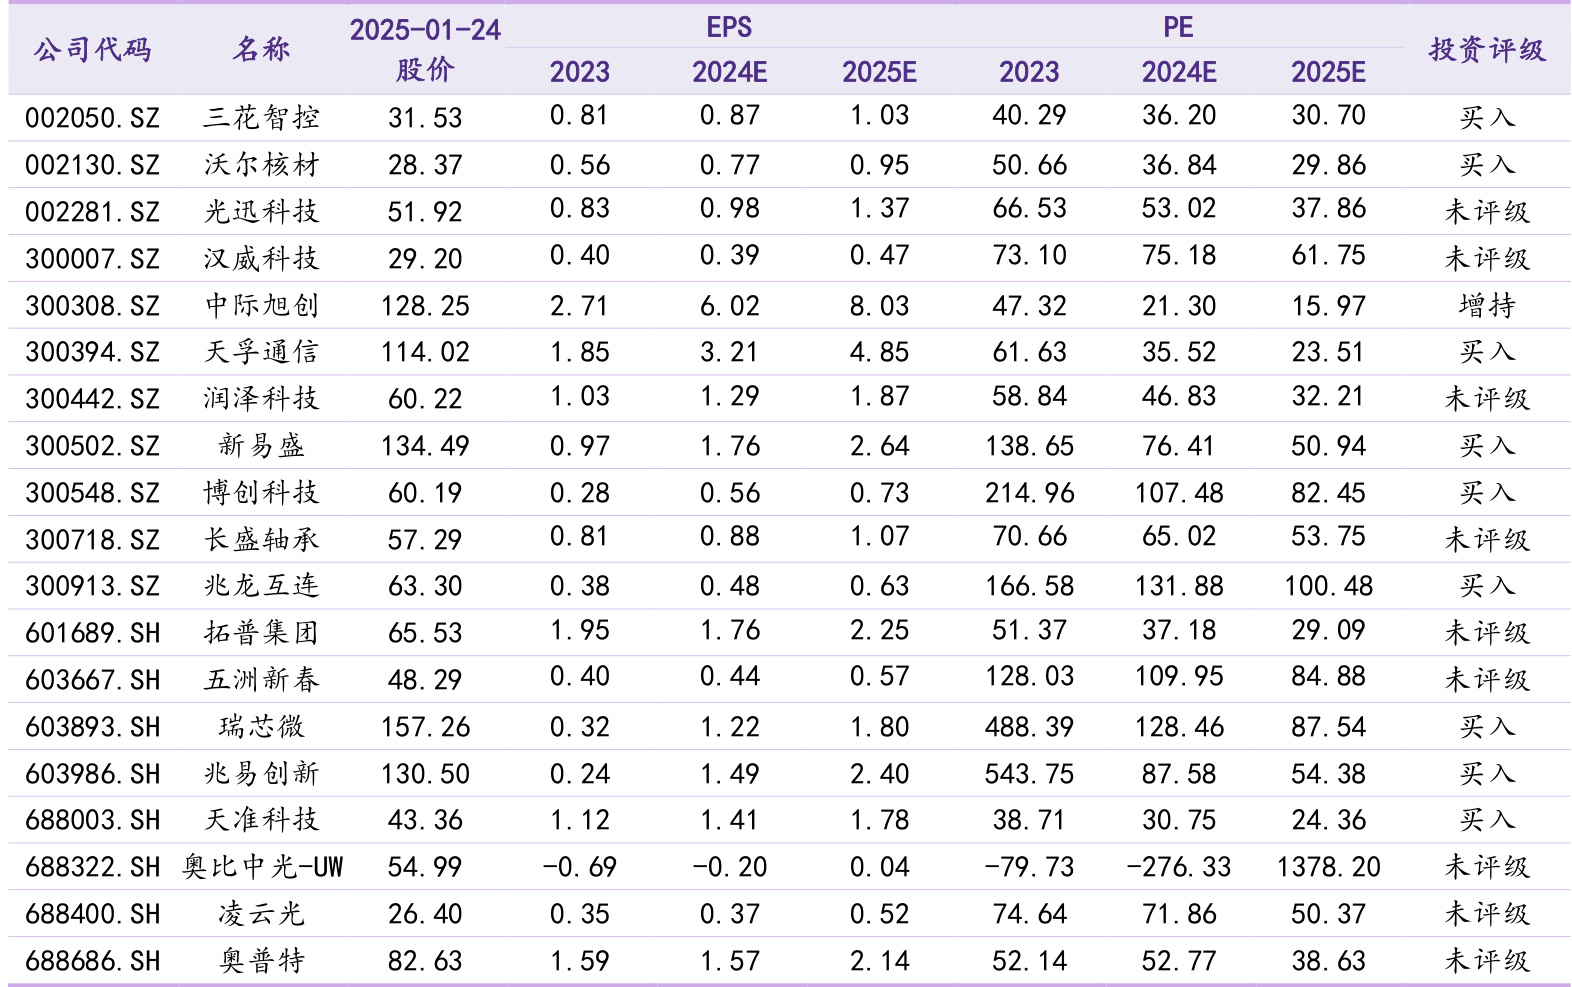 公司代码 名称 2025-01-24 股价 EPS PE 投资评级
2023 2024E 2025E 2023 2024E 2025E
002050.SZ 三花智控 31.53 0.81 0.87 1.03 40.29 36.20 30.70 买入
002130.SZ 沃尔核材 28.37 0.56 0.77 0.95 50.66 36.84 29.86 买入
002281.SZ 光迅科技 51.92 0.83 0.98 1.37 66.53 53.02 37.86 未评级
300007.SZ 汉威科技 29.20 0.40 0.39 0.47 73.10 75.18 61.75 未评级
300308.SZ 中际旭创 128.25 2.71 6.02 8.03 47.32 21.30 15.97 增持
300394.SZ 天孚通信 114.02 1.85 3.21 4.85 61.63 35.52 23.51 买入
300442.SZ 润泽科技 60.22 1.03 1.29 1.87 58.84 46.83 32.21 未评级
300502.SZ 新易盛 134.49 0.97 1.76 2.64 138.65 76.41 50.94 买入
300548.SZ 博创科技 60.19 0.28 0.56 0.73 214.96 107.48 82.45 买入
300718.SZ 长盛轴承 57.29 0.81 0.88 1.07 70.66 65.02 53.75 未评级
300913.SZ 兆龙互连 63.30 0.38 0.48 0.63 166.58 131.88 100.48 买入
601689.SH 拓普集团 65.53 1.95 1.76 2.25 51.37 37.18 29.09 未评级
603667.SH 五洲新春 48.29 0.40 0.44 0.57 128.03 109.95 84.88 未评级
603893.SH 瑞芯微 157.26 0.32 1.22 1.80 488.39 128.46 87.54 买入
603986.SH 兆易创新 130.50 0.24 1.49 2.40 543.75 87.58 54.38 买入
688003.SH 天准科技 43.36 1.12 1.41 1.78 38.71 30.75 24.36 买入
688322.SH 奥比中光-UW 54.99 -0.69 -0.20 0.04 -79.73 -276.33 1378.20 未评级
688400.SH 凌云光 26.40 0.35 0.37 0.52 74.64 71.86 50.37 未评级
688686.SH 奥普特 82.63 1.59 1.57 2.14 52.14 52.77 38.63 未评级